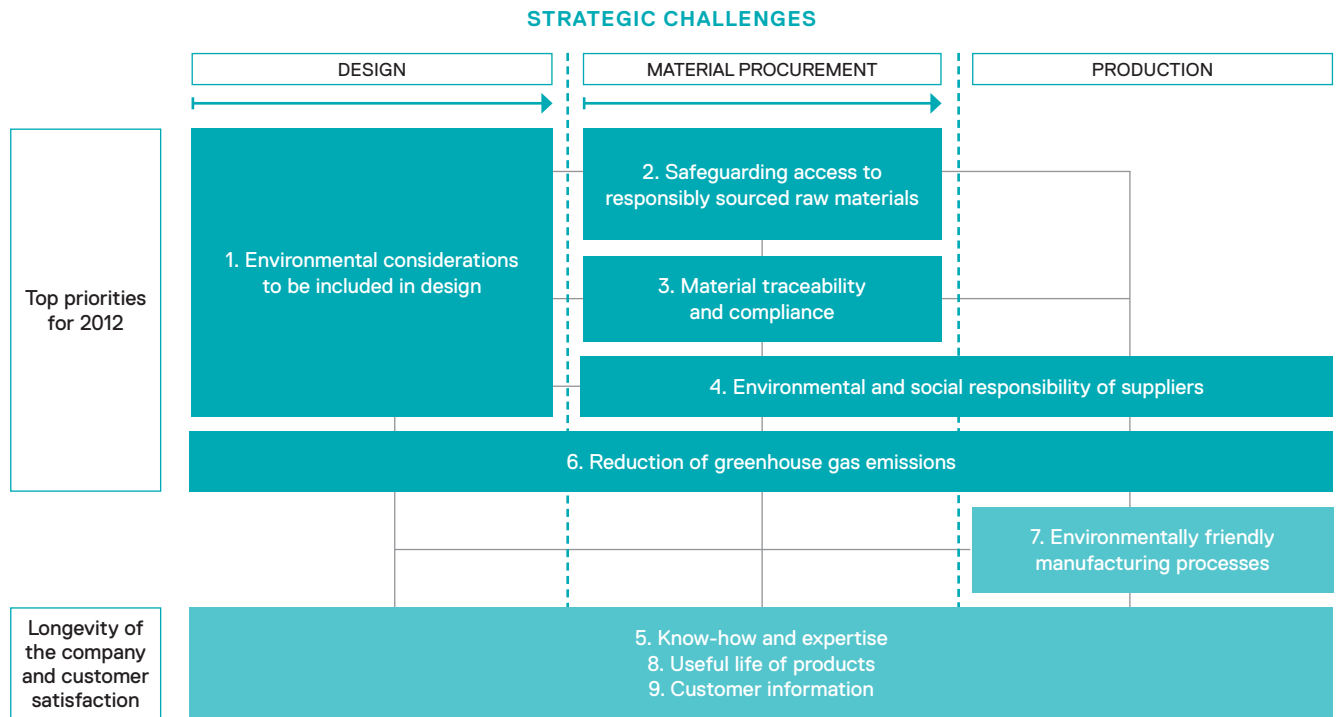 STRATEGIC CHALLENGES
DESIGN
MATERIAL PROCUREMENT
PRODUCTION
Top priorities
for 2012
1. Environmental considerations
to be included in design
2. Safeguarding access to
responsibly sourced raw materials
3. Material traceability
and compliance
4. Environmental and social responsibility of suppliers
6. Reduction of greenhouse gas emissions
7. Environmentally friendly
manufacturing processes
Longevity of
the company
and customer
satisfaction
5. Know-how and expertise
8. Useful life of products
9. Customer information